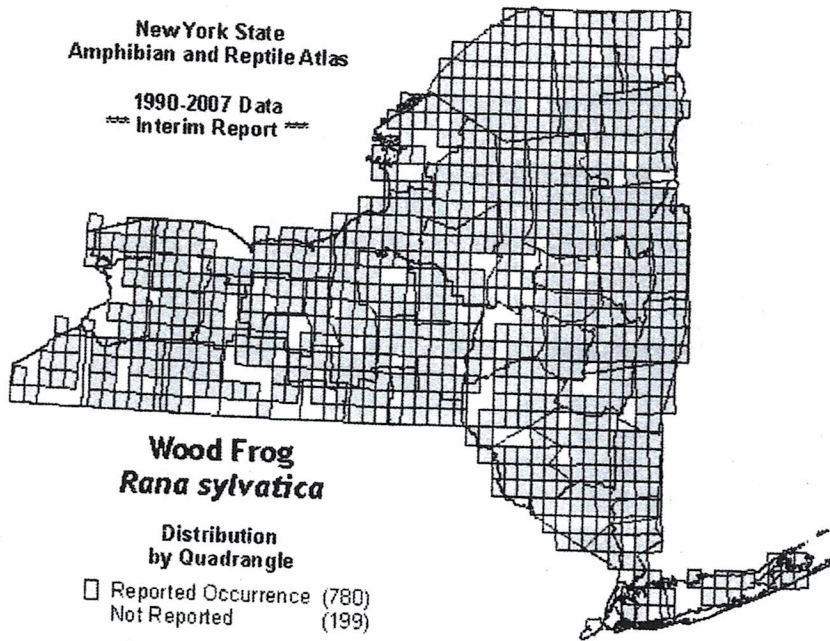 New York State
Amphibian and Reptile Atlas
1990-2007 Data
*** Interim Report ***
Wood Frog
Rana sylvatica
Distribution
by Quadrangle
Reported Occurrence (780)
Not Reported (199)